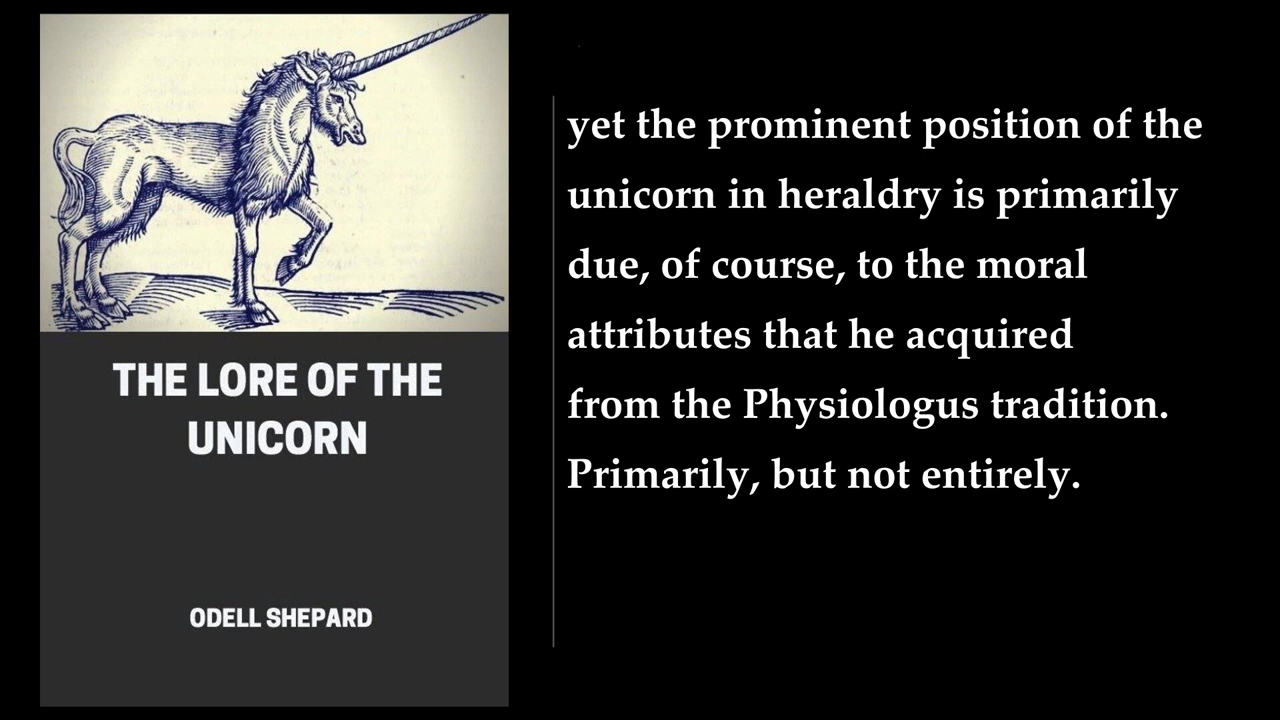 THE LORE OF THE
UNICORN
ODELL SHEPARD
yet the prominent position of the
unicorn in heraldry is primarily
due, of course, to the moral
attributes that he acquired
from the Physiologus tradition.
Primarily, but not entirely.